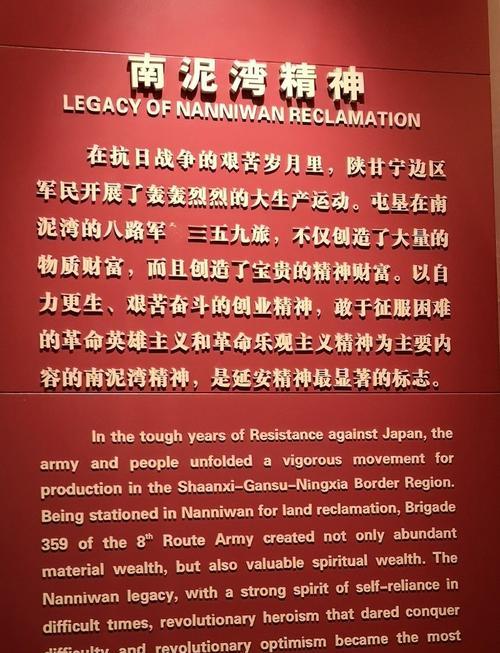 南泥湾精神
LEGACY OF NANNIWAN RECLAMATION
在抗日战争的艰苦岁月里，陕甘宁边区
军民开展了轰轰烈烈的大生产运动。屯垦在南
泥湾的八路军 三五九旅，不仅创造了大量的
物质财富，而且创造了宝贵的精神财富。以自
力更生、艰苦奋斗的创业精神，敢于征服困难
的革命英雄主义和革命乐观主义精神为主要内
容的南泥湾精神，是延安精神最显著的标志。
In the tough years of Resistance against Japan, the
army and people unfolded a vigorous movement for
production in the Shaanxi-Gansu-Ningxia Border Region.
Being stationed in Nanniwan for land reclamation, Brigade
359 of the 8th Route Army created not only abundant
material wealth, but also valuable spiritual wealth. The
Nanniwan legacy, with a strong spirit of self-reliance in
difficult times, revolutionary heroism that dared conquer
difficulty and revolutionary optimism became the most